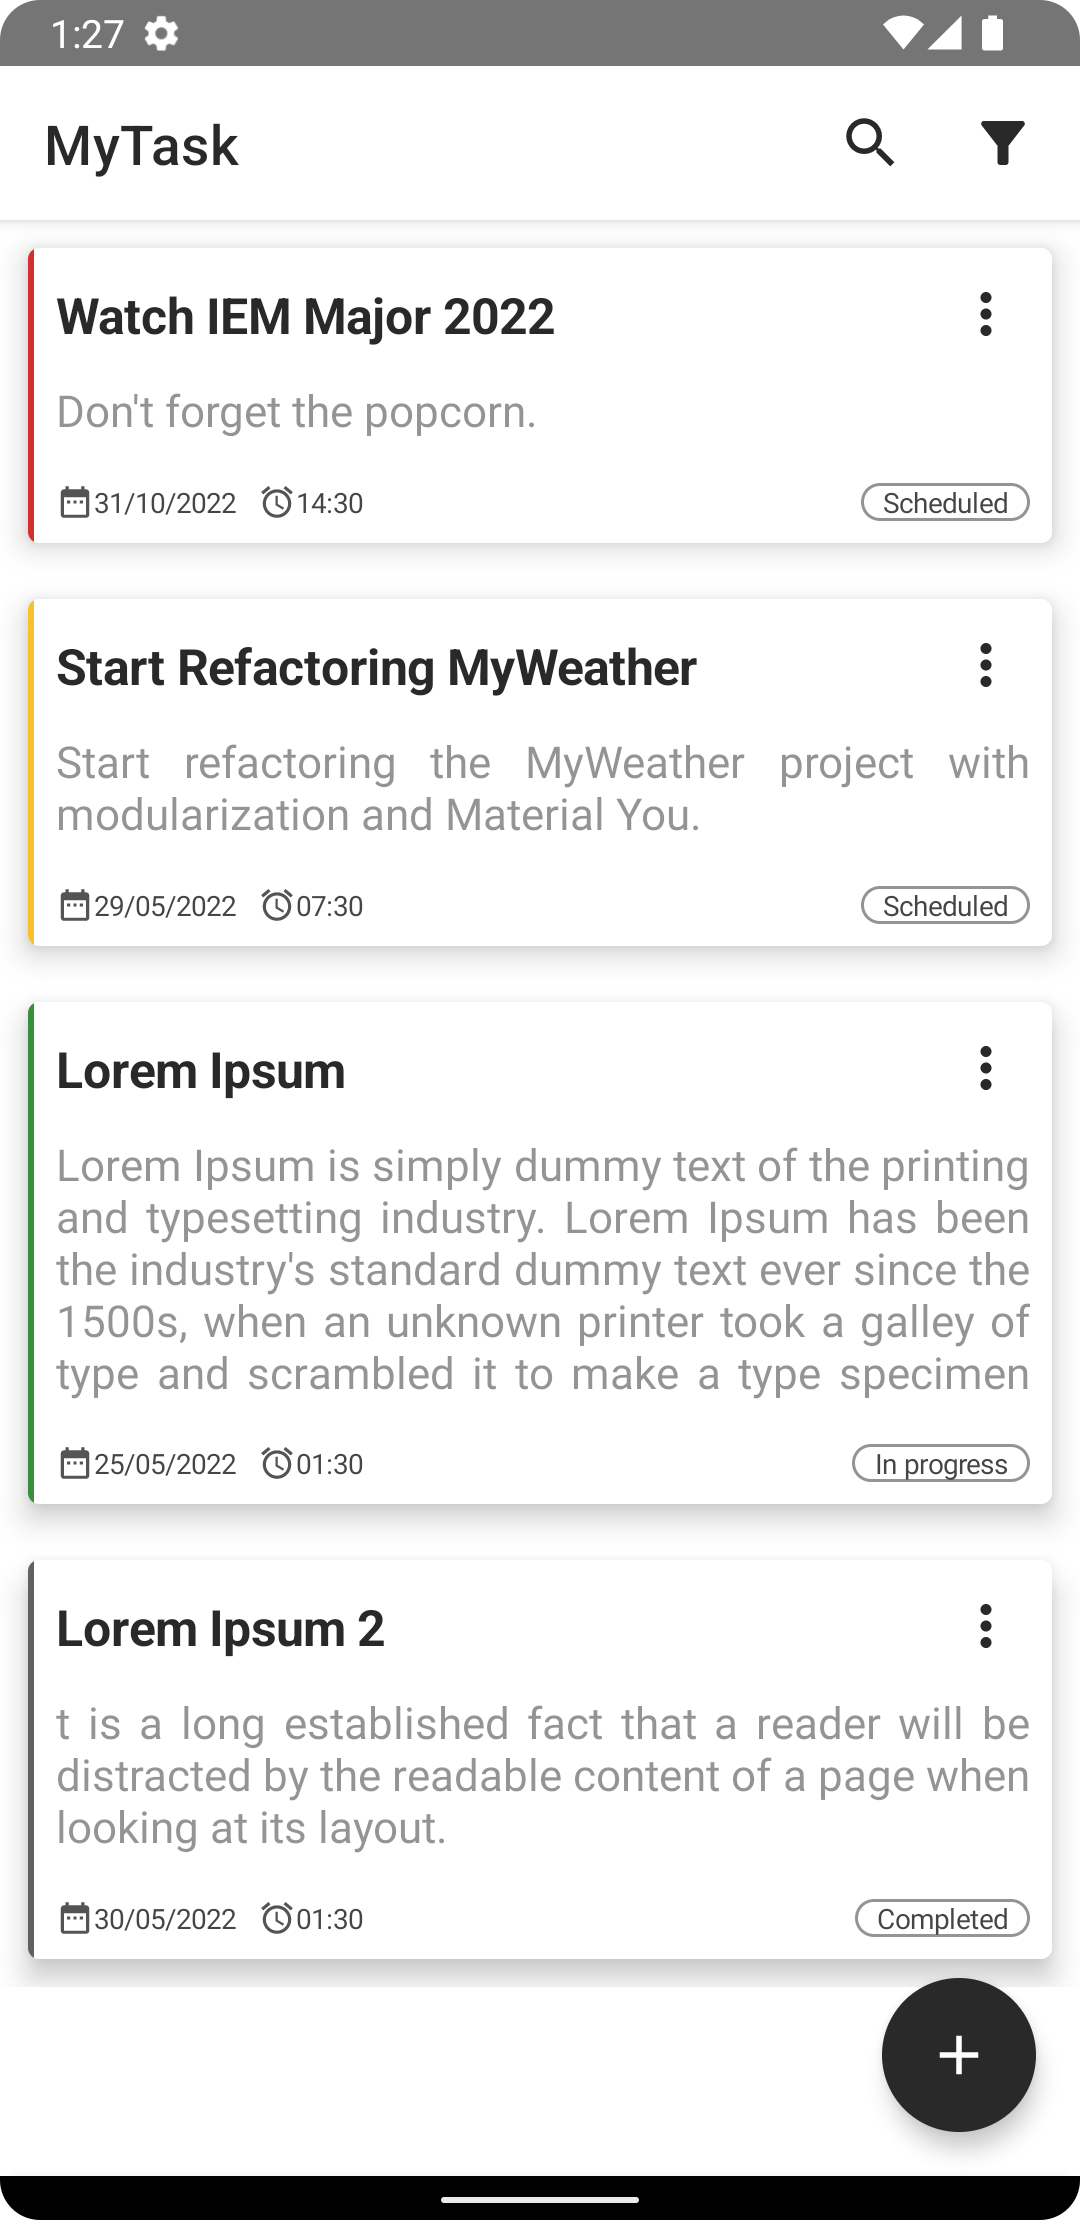 1:27
MyTask
Watch IEM Major 2022
Don't forget the popcorn.
31/10/2022 14:30 Scheduled
Start Refactoring MyWeather
Start refactoring the MyWeather project with
modularization and Material You.
29/05/2022 07:30 Scheduled
Lorem Ipsum
Lorem Ipsum is simply dummy text of the printing
and typesetting industry. Lorem Ipsum has been
the industry's standard dummy text ever since the
1500s, when an unknown printer took a galley of
type and scrambled it to make a type specimen
25/05/2022 01:30 In progress
Lorem Ipsum 2
t is a long established fact that a reader will be
distracted by the readable content of a page when
looking at its layout.
30/05/2022 01:30 Completed